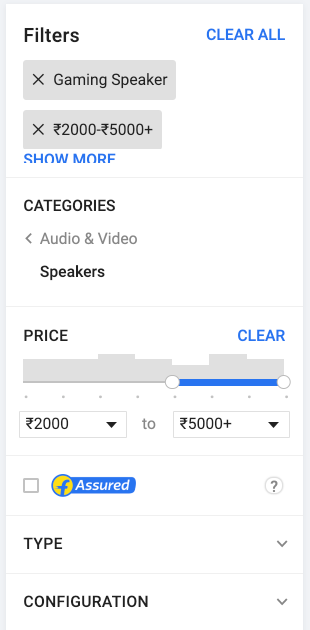 Filters CLEAR ALL
✕ Gaming Speaker
✕ ₹2000-₹5000+
SHOW MORE
CATEGORIES
Audio & Video
Speakers
PRICE CLEAR
₹2000 to ₹5000+
f Assured ?
TYPE
CONFIGURATION